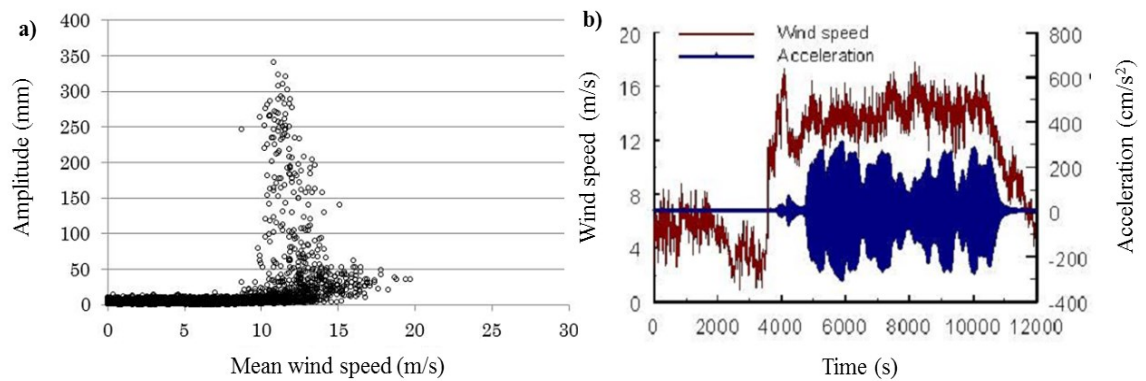 a)
Amplitude (mm)
400
350
300
250
200
150
100
50
0
0 5 10 15 20 25 30
Mean wind speed (m/s)
b)
Wind speed (m/s)
20
16
12
8
4
0
Wind speed
Acceleration
800
600
400
200
0
-200
-400
Acceleration (cm/s²)
0 2000 4000 6000 8000 10000 12000
Time (s)